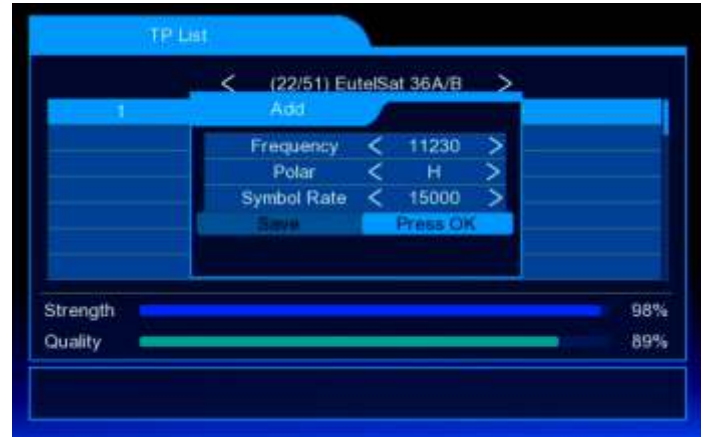 TP List
< (22/51) EutelSat 36A/B >
1
Add
Frequency < 11230 >
Polar < H >
Symbol Rate < 15000 >
Save Press OK
Strength 98%
Quality 89%